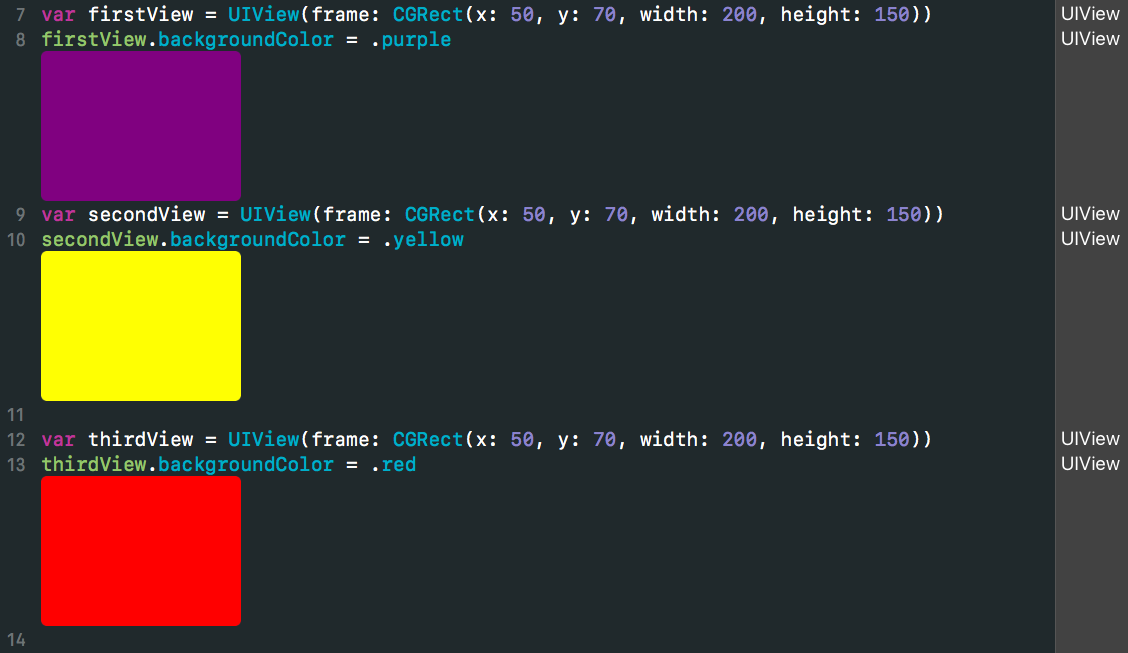 7 var firstView = UIView(frame: CGRect(x: 50, y: 70, width: 200, height: 150)) UIView
8 firstView.backgroundColor = .purple UIView
9 var secondView = UIView(frame: CGRect(x: 50, y: 70, width: 200, height: 150)) UIView
10 secondView.backgroundColor = .yellow UIView
11
12 var thirdView = UIView(frame: CGRect(x: 50, y: 70, width: 200, height: 150)) UIView
13 thirdView.backgroundColor = .red UIView
14